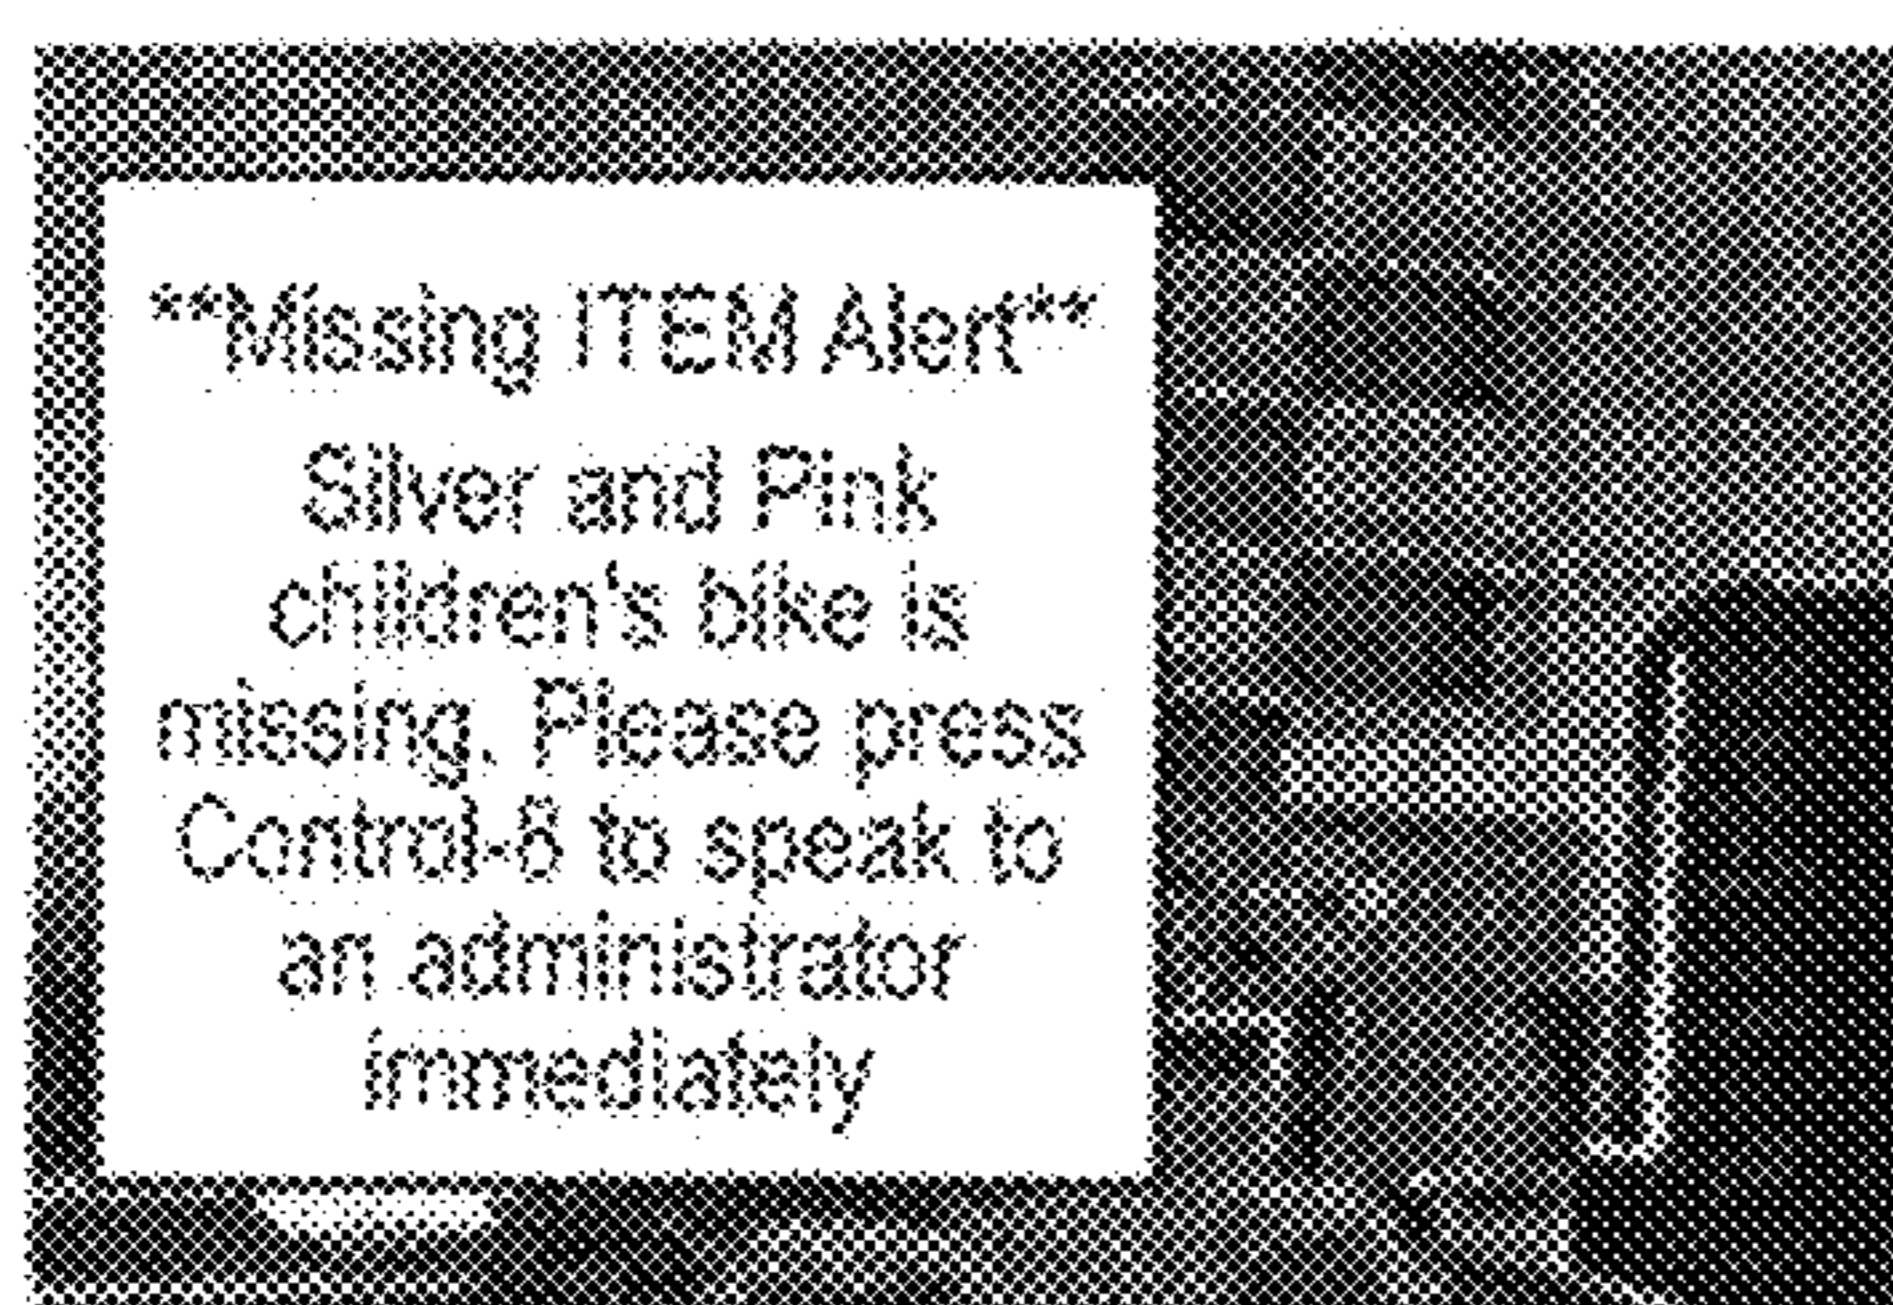 **Missing ITEM Alert**
Silver and Pink
children's bike is
missing. Please press
Control-8 to speak to
an administrator
immediately